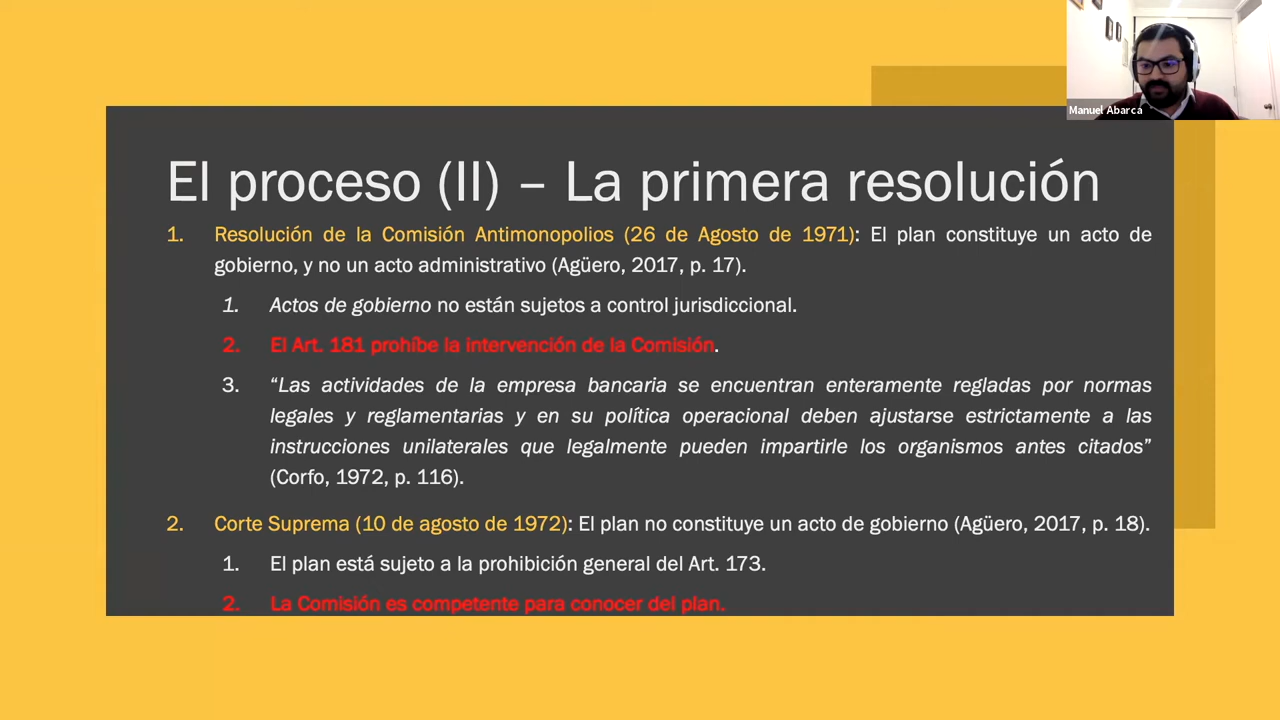 Manuel Abarca
El proceso (II) – La primera resolución
1. Resolución de la Comisión Antimonopolios (26 de Agosto de 1971): El plan constituye un acto de
gobierno, y no un acto administrativo (Agüero, 2017, p. 17).
1. Actos de gobierno no están sujetos a control jurisdiccional.
2. El Art. 181 prohíbe la intervención de la Comisión.
3. “Las actividades de la empresa bancaria se encuentran enteramente regladas por normas
legales y reglamentarias y en su política operacional deben ajustarse estrictamente a las
instrucciones unilaterales que legalmente pueden impartirle los organismos antes citados”
(Corfo, 1972, p. 116).
2. Corte Suprema (10 de agosto de 1972): El plan no constituye un acto de gobierno (Agüero, 2017, p. 18).
1. El plan está sujeto a la prohibición general del Art. 173.
2. La Comisión es competente para conocer del plan.